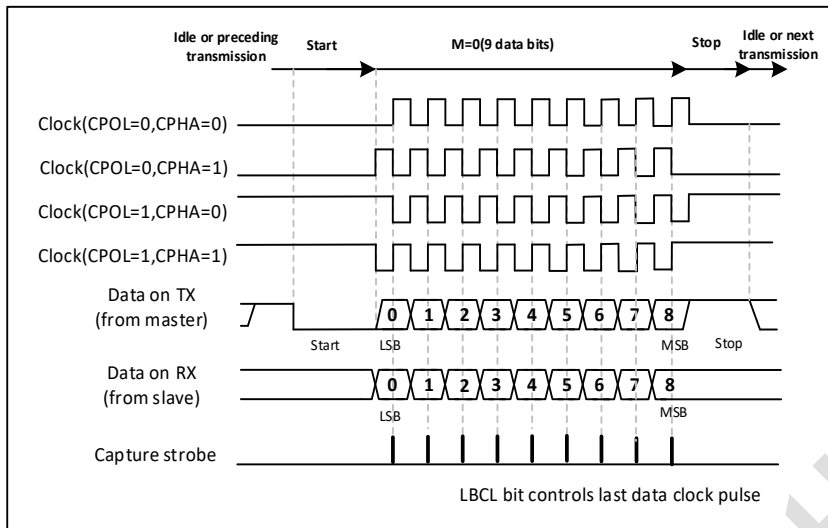 Idle or preceding
transmission
Start
M=0(9 data bits)
Stop
Idle or next
transmission
Clock(CPOL=0,CPHA=0)
Clock(CPOL=0,CPHA=1)
Clock(CPOL=1,CPHA=0)
Clock(CPOL=1,CPHA=1)
Data on TX
(from master)
0 1 2 3 4 5 6 7 8
Start
LSB
MSB
Stop
Data on RX
(from slave)
0 1 2 3 4 5 6 7 8
LSB
MSB
Capture strobe
LBCL bit controls last data clock pulse